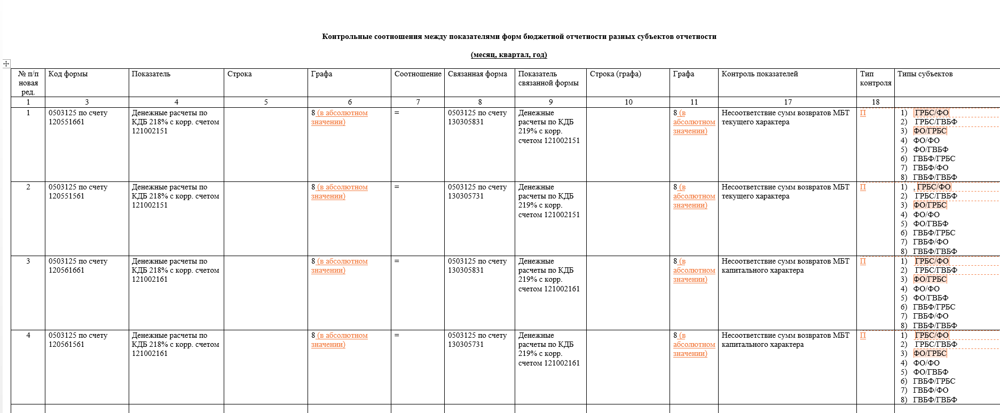 Контрольные соотношения между показателями форм бюджетной отчетности разных субъектов отчетности
(месяц, квартал, год)
№ п/п новая ред. Код формы Показатель Строка Графа Соотношение Связанная форма Показатель связанной формы Строка (графа) Графа Контроль показателей Тип контроля Типы субъектов
1 3 4 5 6 7 8 9 10 11 17 18
1
0503125 по счету
120551661
Денежные расчеты по
КДБ 218% с корр. счетом
121002151
8 (в абсолютном
значении)
=
0503125 по счету
130305831
Денежные
расчеты по КДБ
219% с корр.
счетом 121002151
8 (в
абсолютном
значении)
Несоответствие сумм возвратов МБТ
текущего характера
П
1) ГРБС/ФО
2) ГРБС/ГВБФ
3) ФО/ГРБС
4) ФО/ФО
5) ФО/ГВБФ
6) ГВБФ/ГРБС
7) ГВБФ/ФО
8) ГВБФ/ГВБФ
2
0503125 по счету
120551561
Денежные расчеты по
КДБ 218% с корр. счетом
121002151
8 (в абсолютном
значении)
=
0503125 по счету
130305731
Денежные
расчеты по КДБ
219% с корр.
счетом 121002151
8 (в
абсолютном
значении)
Несоответствие сумм возвратов МБТ
текущего характера
П
1) , ГРБС/ФО
2) ГРБС/ГВБФ
3) ФО/ГРБС
4) ФО/ФО
5) ФО/ГВБФ
6) ГВБФ/ГРБС
7) ГВБФ/ФО
8) ГВБФ/ГВБФ
3
0503125 по счету
120561661
Денежные расчеты по
КДБ 218% с корр. счетом
121002161
8 (в абсолютном
значении)
=
0503125 по счету
130305831
Денежные
расчеты по КДБ
219% с корр.
счетом 121002161
8 (в
абсолютном
значении)
Несоответствие сумм возвратов МБТ
капитального характера
П
1) ГРБС/ФО
2) ГРБС/ГВБФ
3) ФО/ГРБС
4) ФО/ФО
5) ФО/ГВБФ
6) ГВБФ/ГРБС
7) ГВБФ/ФО
8) ГВБФ/ГВБФ
4
0503125 по счету
120561561
Денежные расчеты по
КДБ 218% с корр. счетом
121002161
8 (в абсолютном
значении)
=
0503125 по счету
130305731
Денежные
расчеты по КДБ
219% с корр.
счетом 121002161
8 (в
абсолютном
значении)
Несоответствие сумм возвратов МБТ
капитального характера
П
1) ГРБС/ФО
2) ГРБС/ГВБФ
3) ФО/ГРБС
4) ФО/ФО
5) ФО/ГВБФ
6) ГВБФ/ГРБС
7) ГВБФ/ФО
8) ГВБФ/ГВБФ